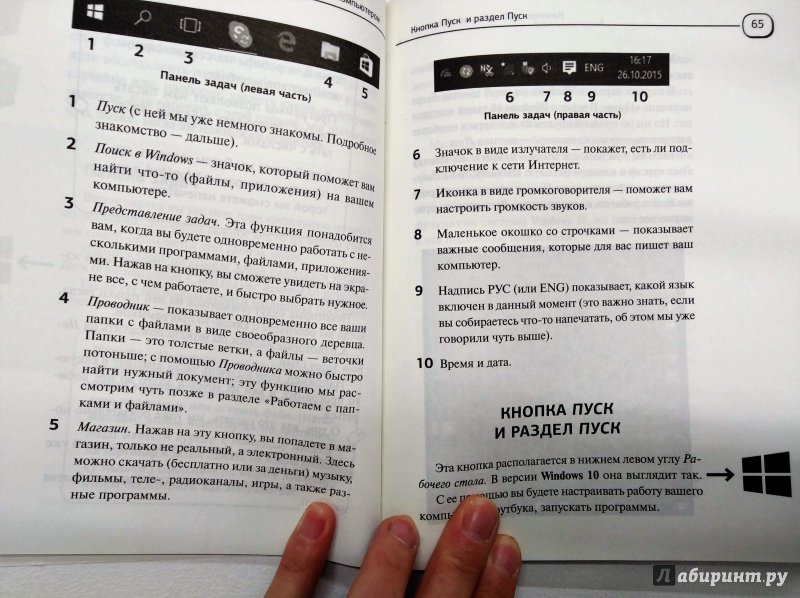 компьютером
1 2 3 4 5
Панель задач (левая часть)
1 Пуск (с ней мы уже немного знакомы. Подробное
знакомство — дальше).
2 Поиск в Windows — значок, который поможет вам
найти что-то (файлы, приложения) на вашем
компьютере.
3 Представление задач. Эта функция понадобится
вам, когда вы будете одновременно работать с не-
сколькими программами, файлами, приложения-
ми. Нажав на кнопку, вы сможете увидеть на экра-
не все, с чем работаете, и быстро выбрать нужное.
4 Проводник — показывает одновременно все ваши
папки с файлами в виде своеобразного деревца.
Папки — это толстые ветки, а файлы — веточки
потоньше; с помощью Проводника можно быстро
найти нужный документ; эту функцию мы рас-
смотрим чуть позже в разделе «Работаем с пап-
ками и файлами».
5 Магазин. Нажав на эту кнопку, вы попадете в ма-
газин, только не реальный, а электронный. Здесь
можно скачать (бесплатно или за деньги) музыку,
фильмы, теле-, радиоканалы, игры, а также раз-
ные программы.
Кнопка Пуск и раздел Пуск
65
ENG 16:17
26.10.2015
6 7 8 9 10
Панель задач (правая часть)
6 Значок в виде излучателя — покажет, есть ли под-
ключение к сети Интернет.
7 Иконка в виде громкоговорителя — поможет вам
настроить громкость звуков.
8 Маленькое окошко со строчками — показывает
важные сообщения, которые для вас пишет ваш
компьютер.
9 Надпись РУС (или ENG) показывает, какой язык
включен в данный момент (это важно знать, если
вы собираетесь что-то напечатать, об этом мы уже
говорили чуть выше).
10 Время и дата.
КНОПКА ПУСК
И РАЗДЕЛ ПУСК
Эта кнопка располагается в нижнем левом углу Ра-
бочего стола. В версии Windows 10 она выглядит так.
С ее помощью вы будете настраивать работу вашего
запускать программы.
Лабиринт.ру